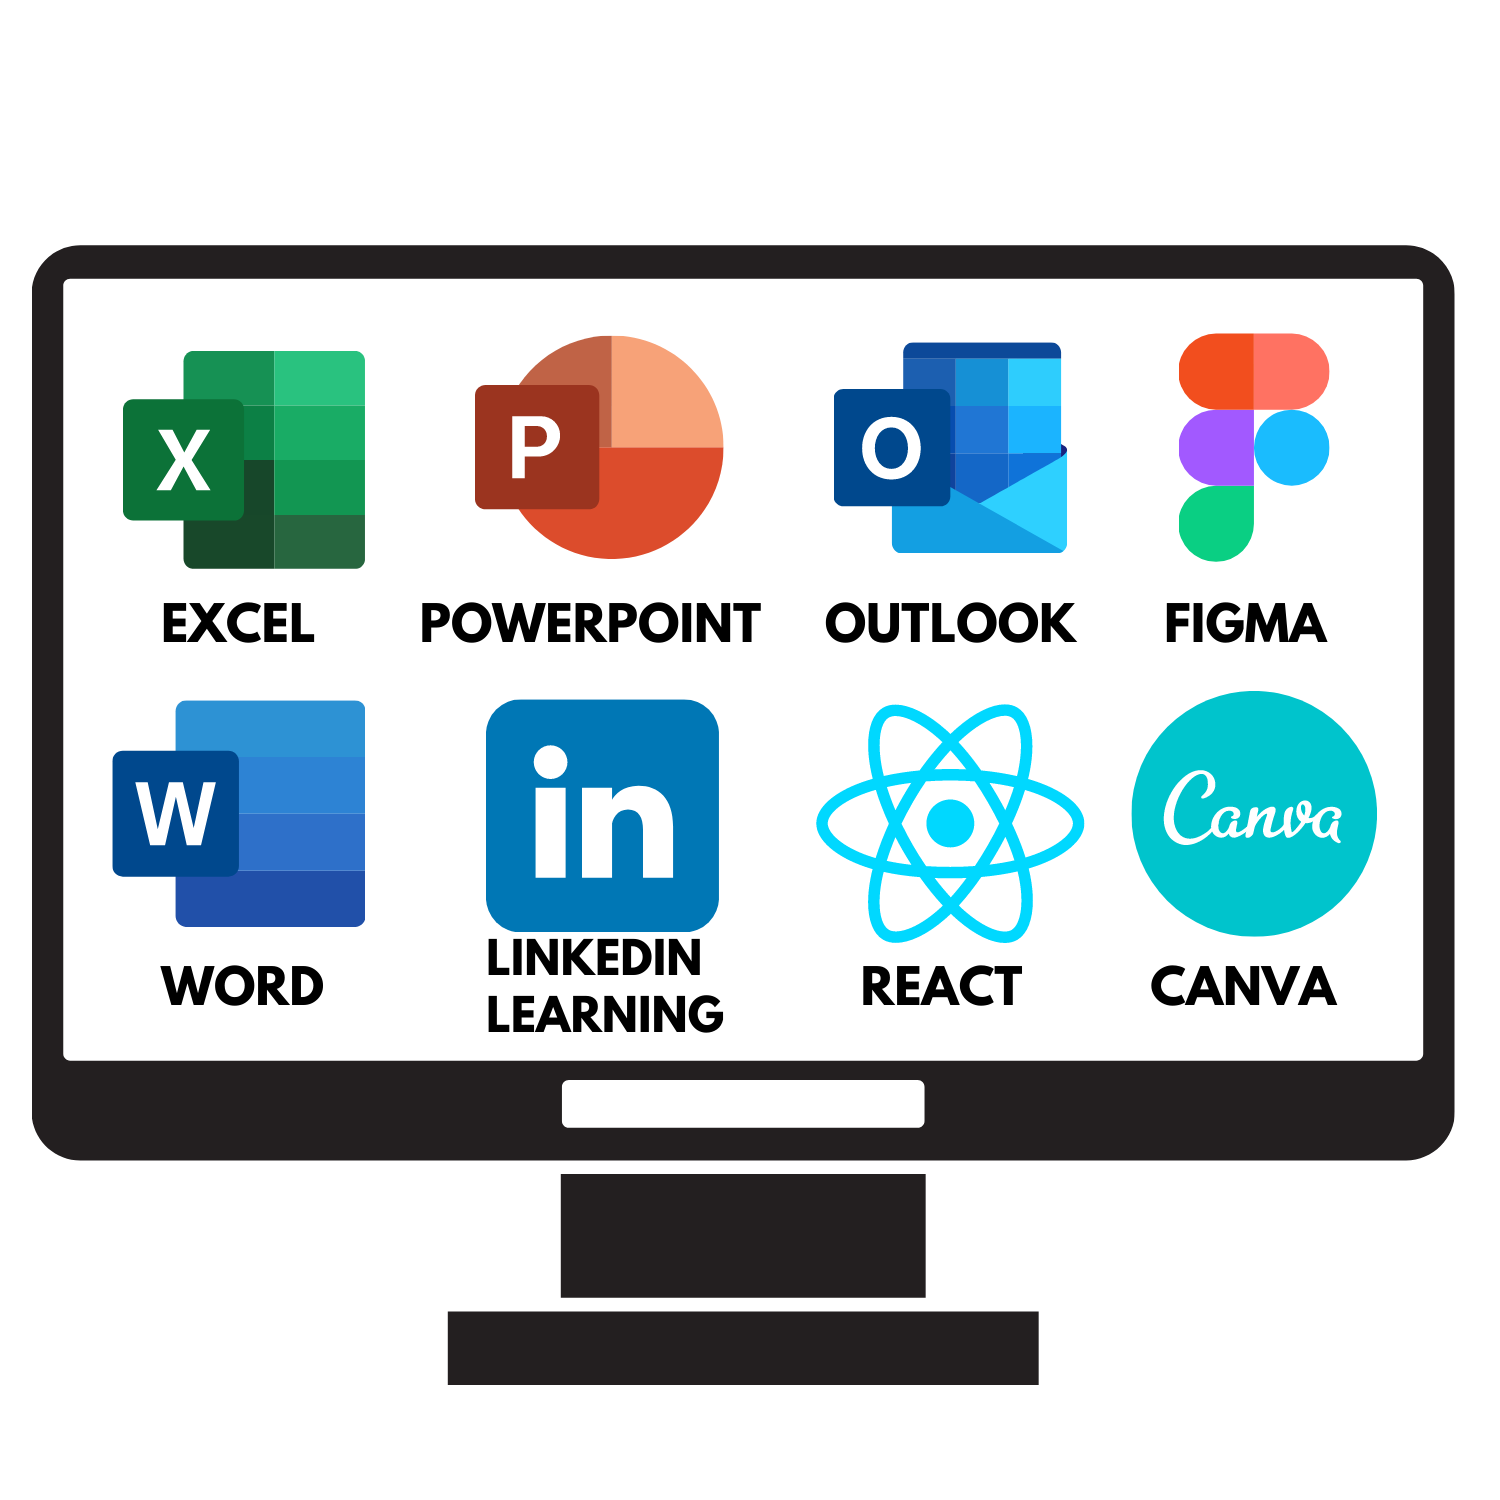 X
P
O
EXCEL
POWERPOINT
OUTLOOK
FIGMA
W
in
Canva
WORD
LINKEDIN
LEARNING
REACT
CANVA